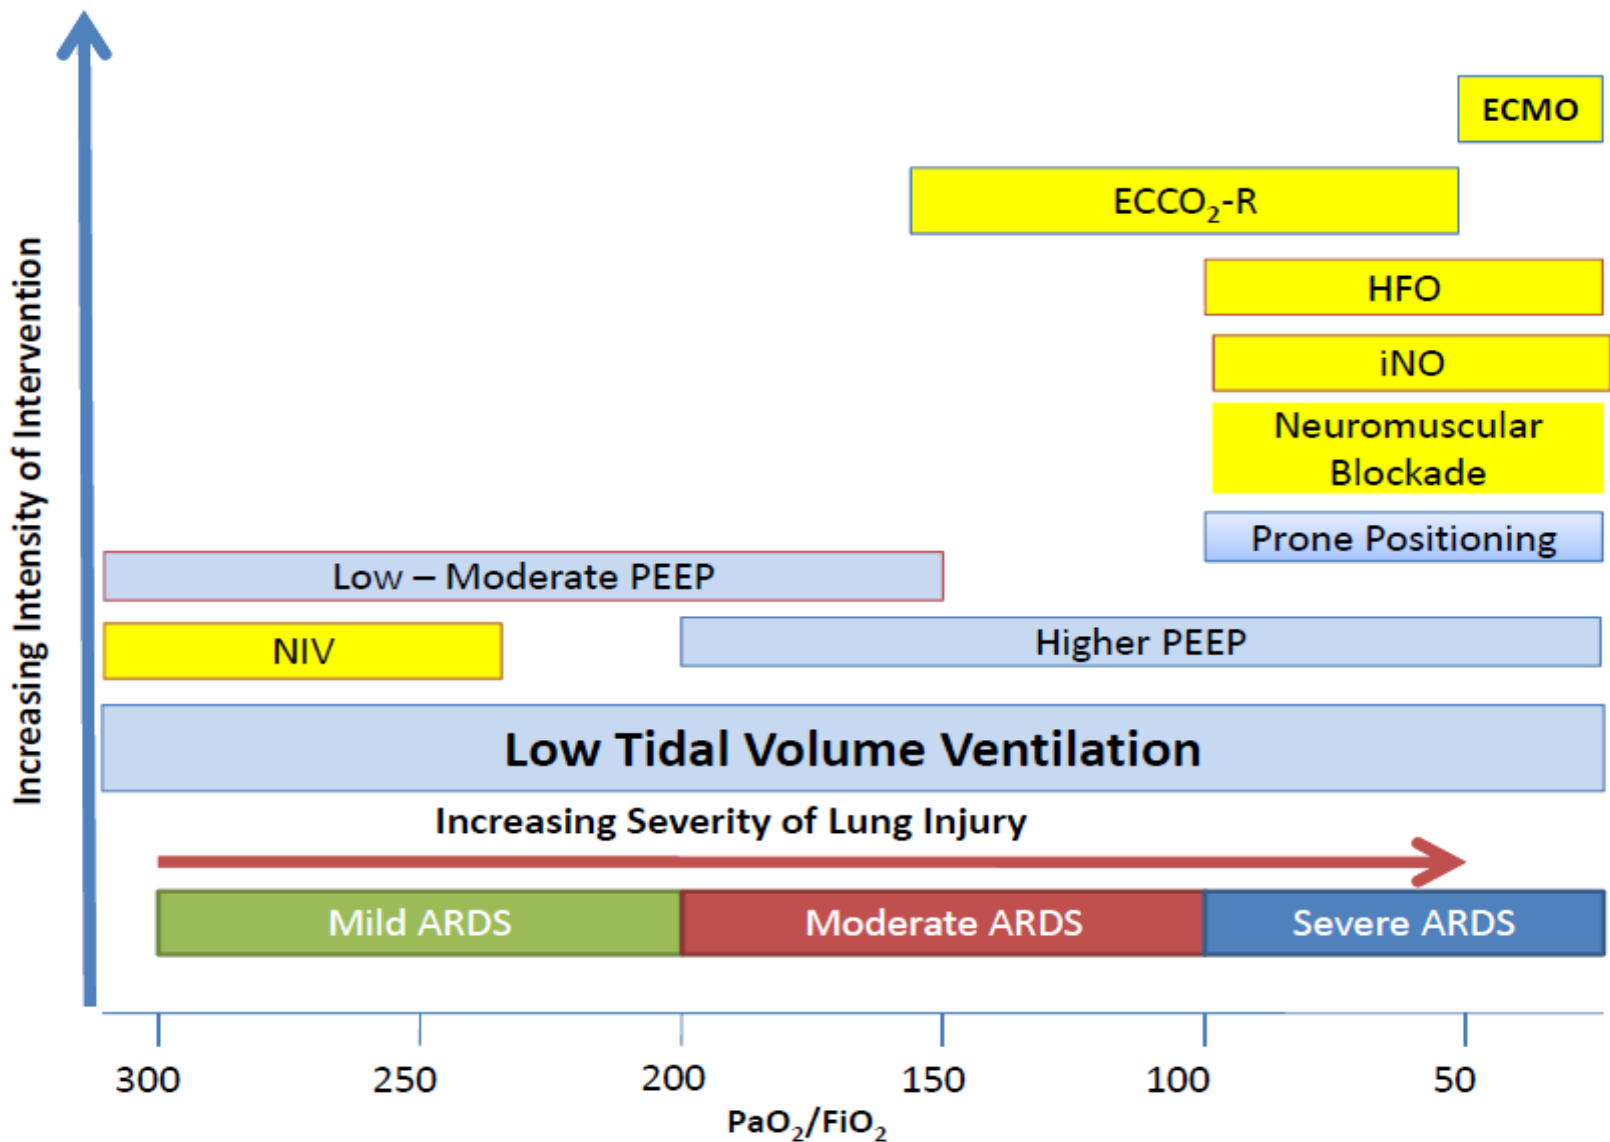 Increasing Intensity of Intervention
ECMO
ECCO₂-R
HFO
iNO
Neuromuscular
Blockade
Prone Positioning
Low – Moderate PEEP
Higher PEEP
NIV
Low Tidal Volume Ventilation
Increasing Severity of Lung Injury
Mild ARDS
Moderate ARDS
Severe ARDS
300
250
200
150
100
50
PaO₂/FiO₂